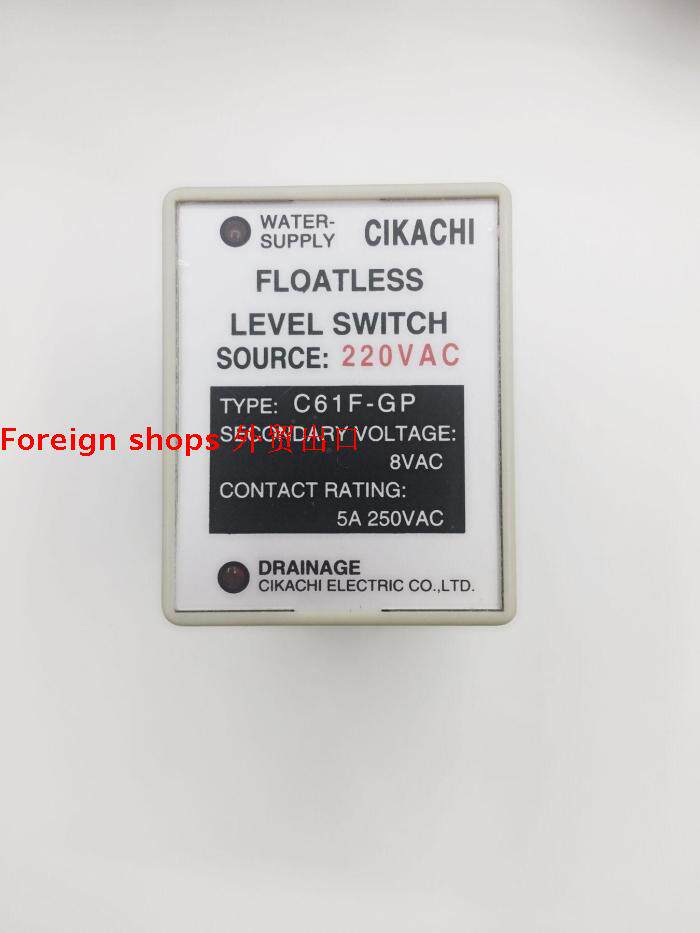 WATER-
SUPPLY
CIKACHI
FLOATLESS
LEVEL SWITCH
SOURCE: 220VAC
TYPE: C61F-GP
SECONDARY VOLTAGE:
Foreign shops 外贸出口
8VAC
CONTACT RATING:
5A 250VAC
DRAINAGE
CIKACHI ELECTRIC CO.,LTD.